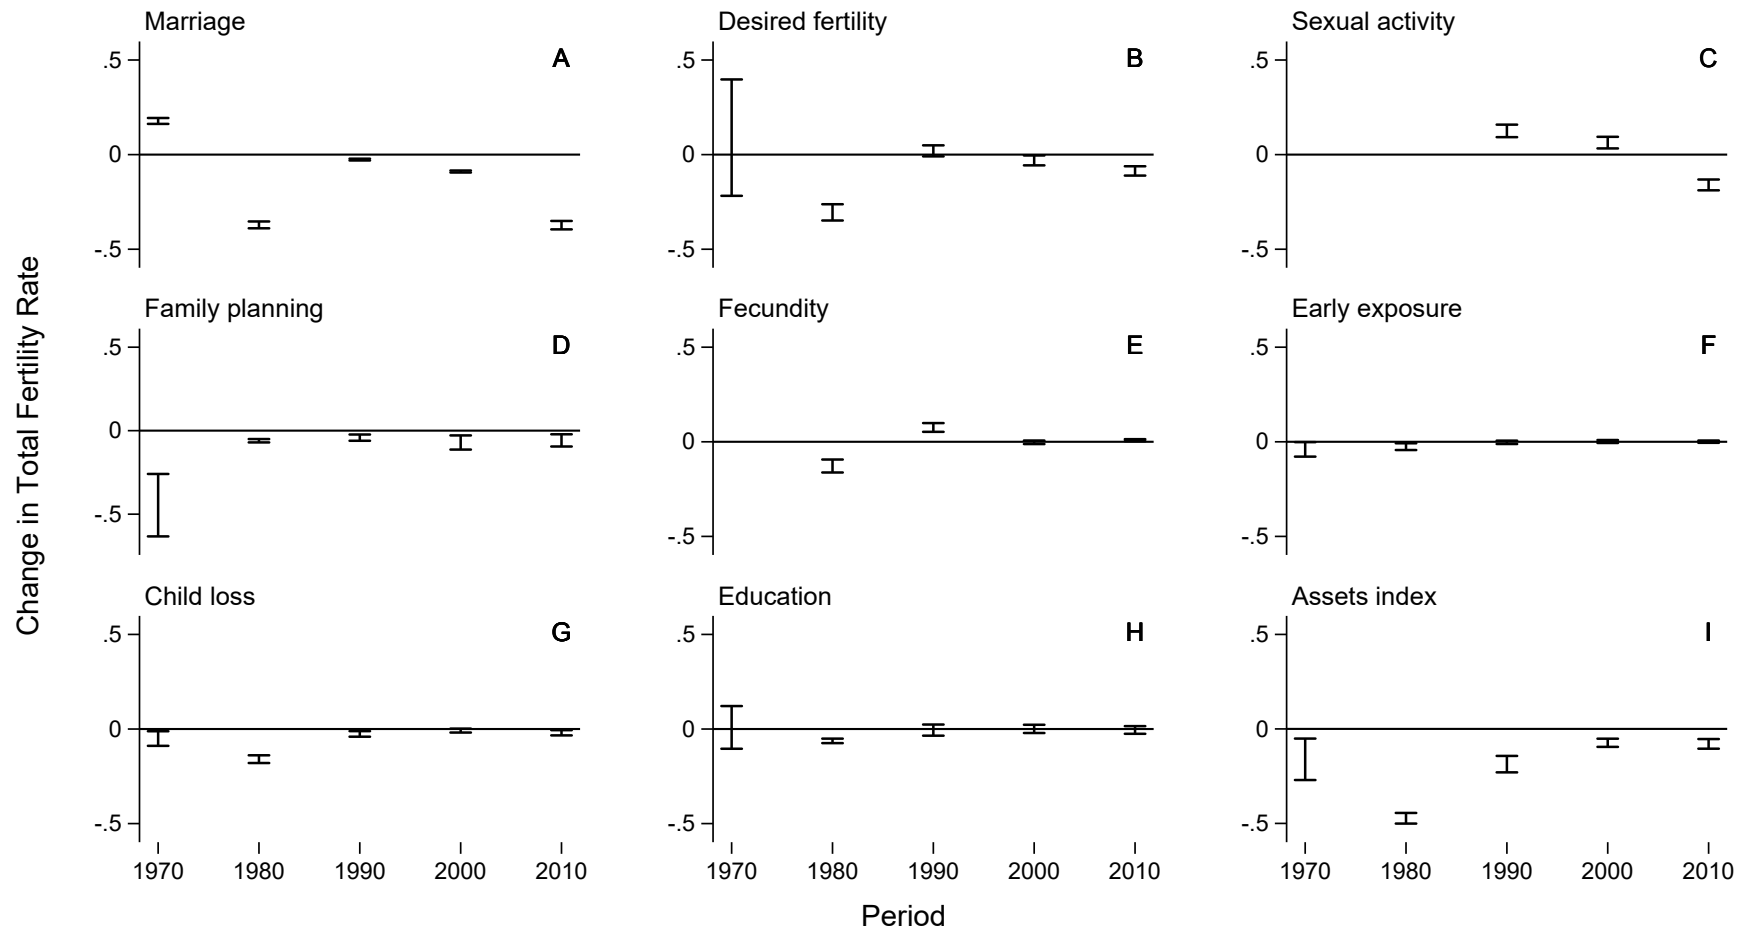 Marriage
Desired fertility
Sexual activity
.5
A
.5
B
.5
C
0
0
0
-.5
-.5
-.5
Family planning
Fecundity
Early exposure
.5
D
.5
E
.5
F
0
0
0
-.5
-.5
-.5
Change in Total Fertility Rate
Child loss
Education
Assets index
.5
G
.5
H
.5
I
0
0
0
-.5
-.5
-.5
1970 1980 1990 2000 2010
1970 1980 1990 2000 2010
1970 1980 1990 2000 2010
Period